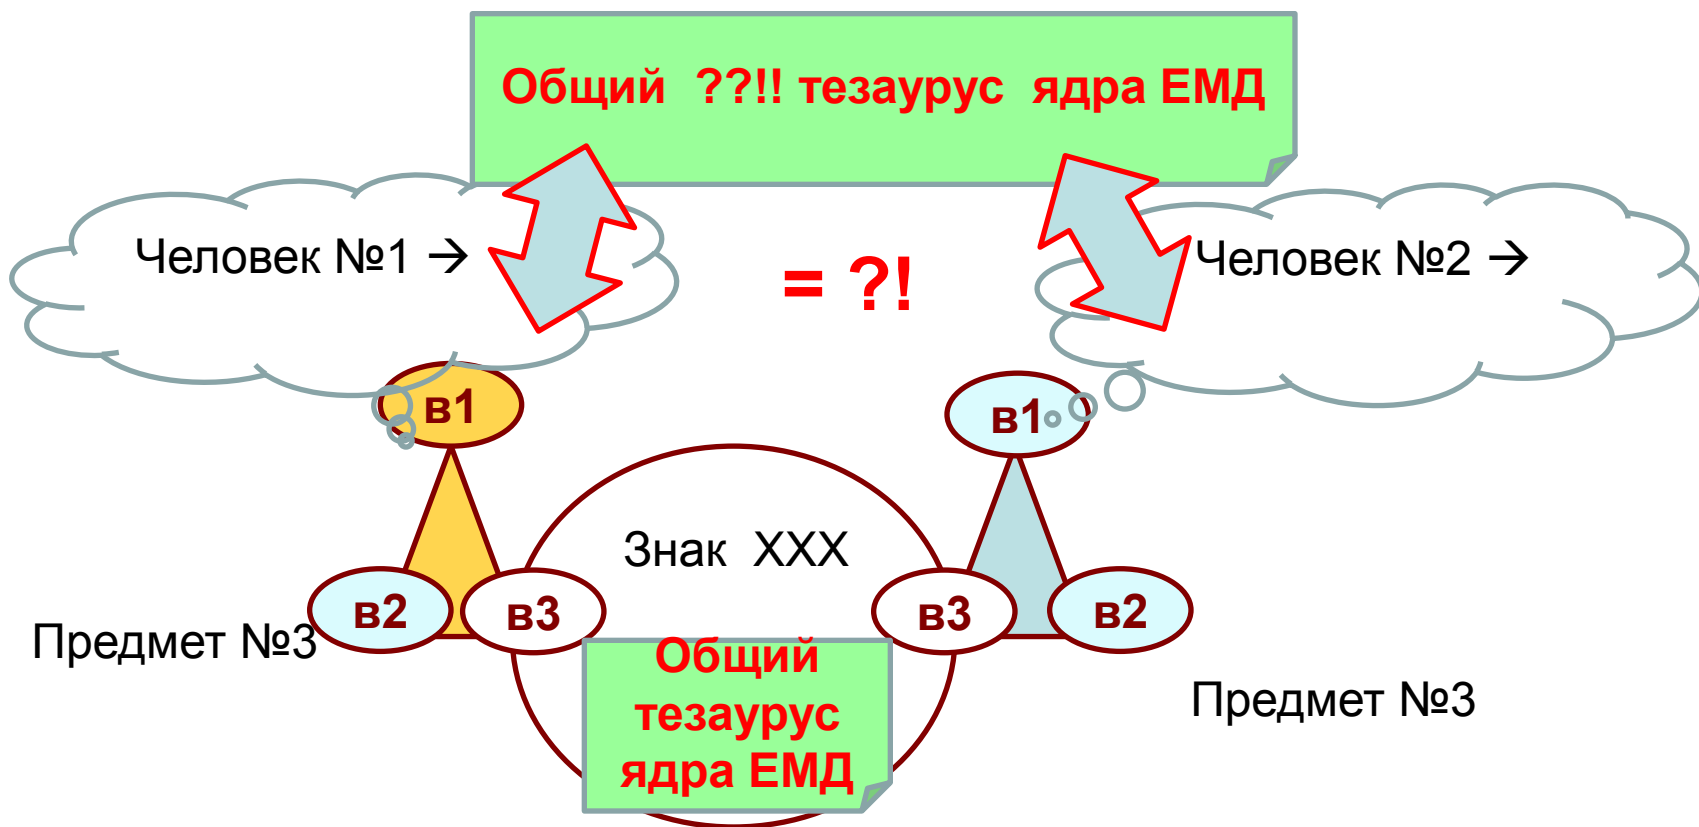 Общий ??!! тезаурус ядра ЕМД
Человек №1 →
= ?!
Человек №2 →
в1
в1
Знак ХХХ
в2
в3
в3
в2
Предмет №3
Общий
тезаурус
ядра ЕМД
Предмет №3